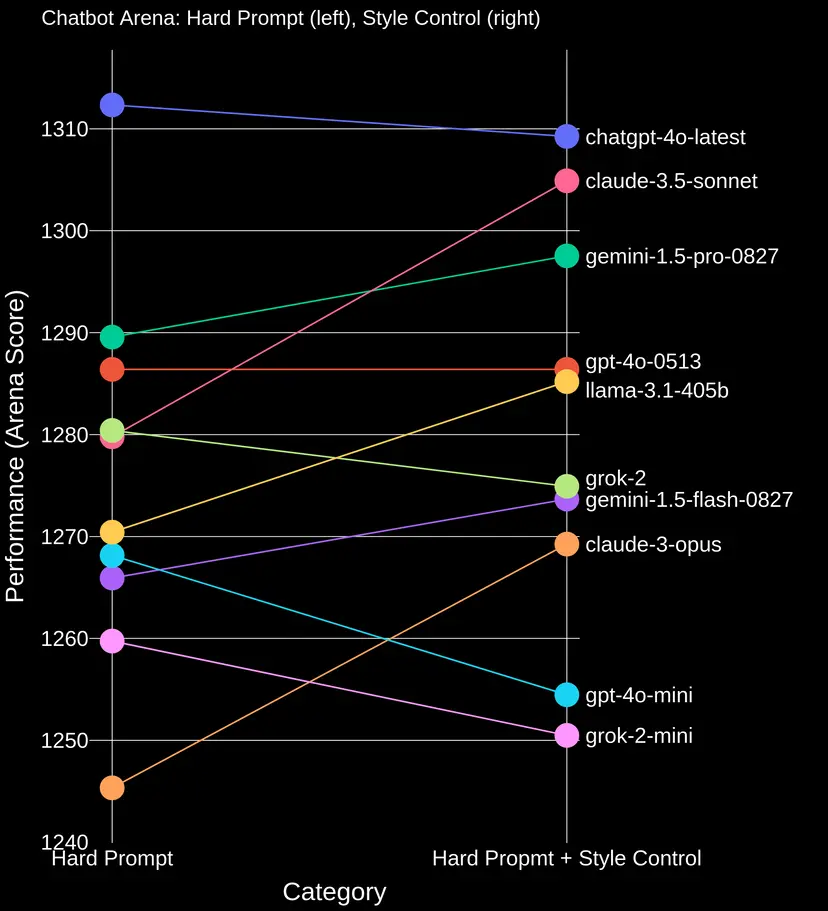 Chatbot Arena: Hard Prompt (left), Style Control (right)
Performance (Arena Score)
1310
1300
1290
1280
1270
1260
1250
1240
chatgpt-4o-latest
claude-3.5-sonnet
gemini-1.5-pro-0827
gpt-4o-0513
llama-3.1-405b
grok-2
gemini-1.5-flash-0827
claude-3-opus
gpt-4o-mini
grok-2-mini
Hard Prompt
Hard Propmt + Style Control
Category